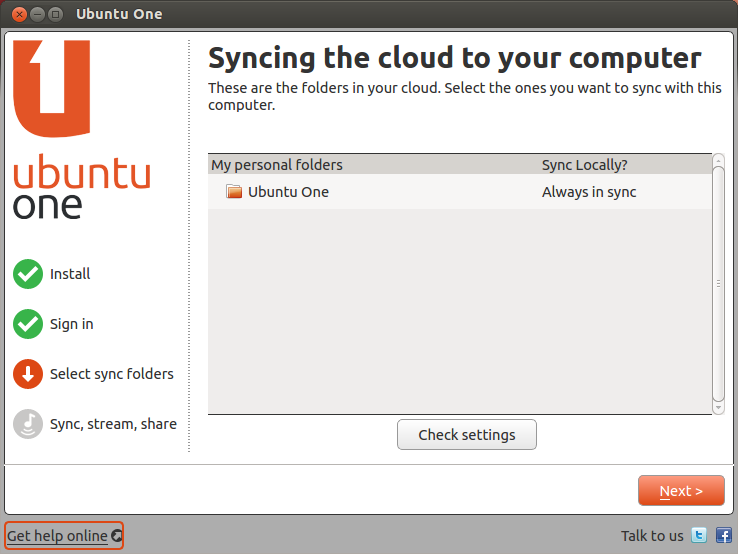 Ubuntu One
ubuntu
one
Syncing the cloud to your computer
These are the folders in your cloud. Select the ones you want to sync with this
computer.
My personal folders Sync Locally?
Ubuntu One Always in sync
Install
Sign in
Select sync folders
Sync, stream, share
Check settings
Next >
Get help online
Talk to us